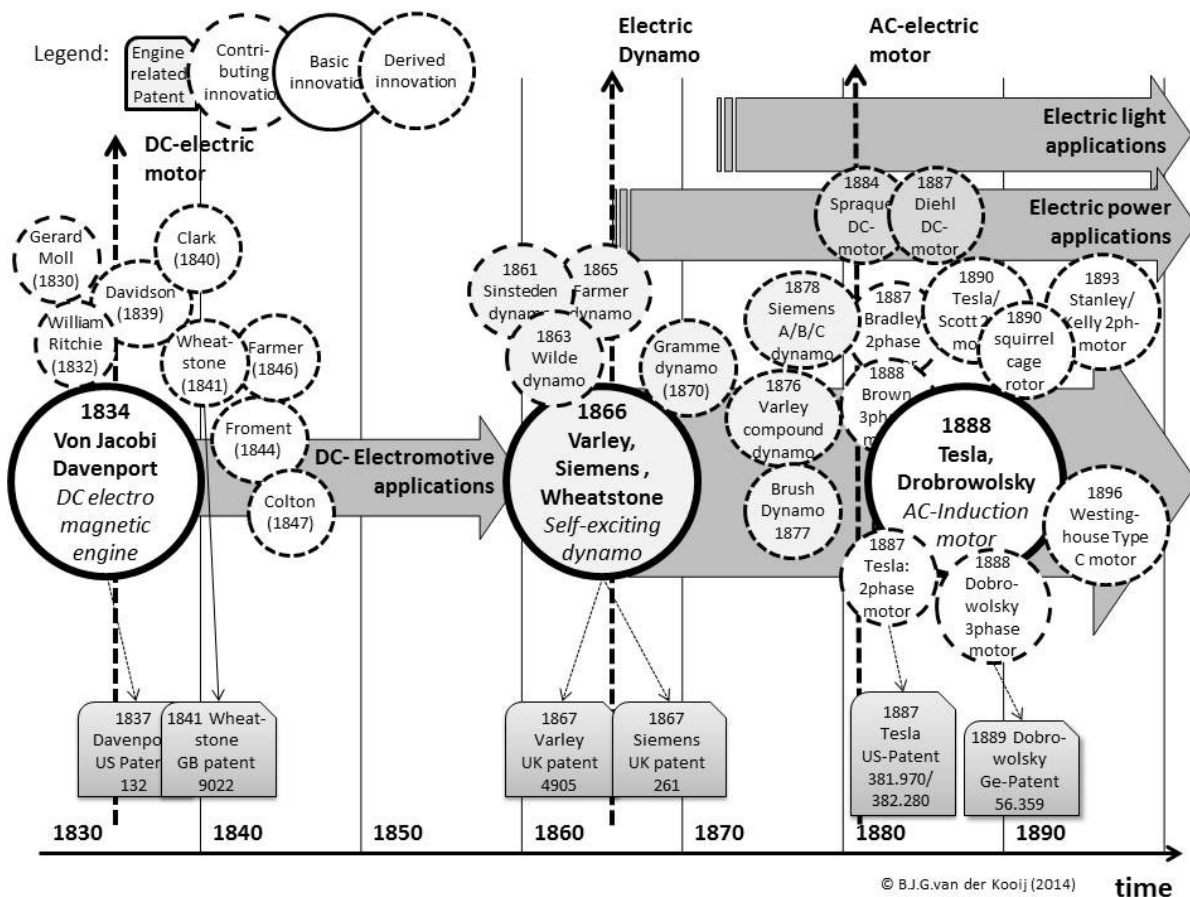 Legend:
Engine
related
Patent
Contri-
buting
innovation
Basic
innovation
Derived
innovation
DC-electric
motor
Electric
Dynamo
AC-electric
motor
Electric light
applications
Electric power
applications
Gerard
Moll
(1830)
William
Ritchie
(1832)
Davidson
(1839)
Clark
(1840)
Wheat-
stone
(1841)
Farmer
(1846)
Froment
(1844)
Colton
(1847)
1834
Von Jacobi
Davenport
DC electro
magnetic
engine
DC- Electromotive
applications
1861
Sinsteden
dynamo
1865
Farmer
dynamo
1863
Wilde
dynamo
Gramme
dynamo
(1870)
1866
Varley,
Siemens ,
Wheatstone
Self-exciting
dynamo
1878
Siemens
A/B/C
dynamo
1876
Varley
compound
dynamo
Brush
Dynamo
1877
1884
Spraque
DC-
motor
1887
Diehl
DC-
motor
1887
Bradley
2phase
1890
Tesla/
Scott 2
1890
squirrel
cage
rotor
1893
Stanley/
Kelly 2ph-
motor
1888
Brown
3pha
1888
Tesla,
Drobrowolsky
AC-Induction
motor
1896
Westing-
house Type
C motor
1887
Tesla:
2phase
motor
1888
Dobro-
wolsky
3phase
motor
1837
Davenpo
US Paten
132
1841 Wheat-
stone
GB patent
9022
1867
Varley
UK patent
4905
1867
Siemens
UK patent
261
1887
Tesla
US-Patent
381.970/
382.280
1889 Dobro-
wolsky
Ge-Patent
56.359
1830 1840 1850 1860 1870 1880 1890
© B.J.G.van der Kooij (2014)
time